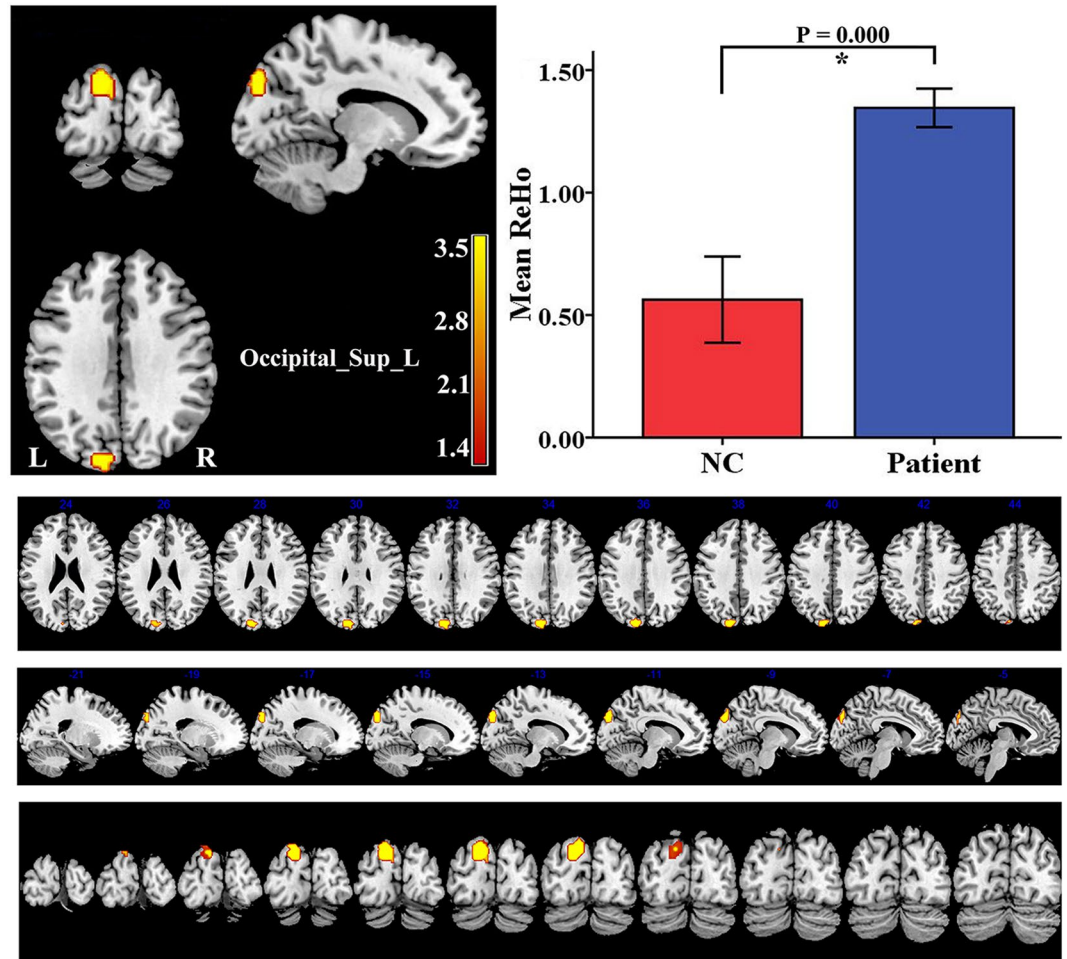 3.5
2.8
Occipital_Sup_L
2.1
1.4
L
R
P = 0.000
*
1.50
1.00
0.50
0.00
Mean ReHo
NC
Patient
24 26 28 30 32 34 36 38 40 42 44
-21 -19 -17 -15 -13 -11 -9 -7 -5